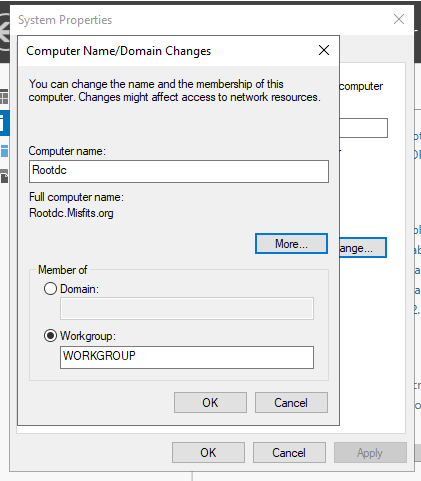 System Properties
Computer Name/Domain Changes
You can change the name and the membership of this
computer. Changes might affect access to network resources.
computer
Computer name:
Rootdc
Full computer name:
Rootdc.Misfits.org
More...
ange...
Member of
Domain:
Workgroup:
WORKGROUP
OK
Cancel
OK
Cancel
Apply